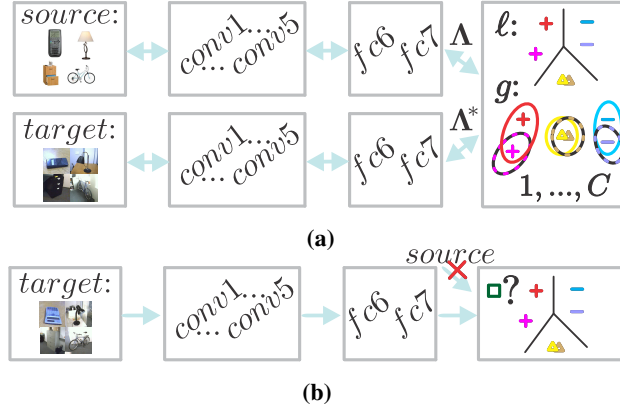 source:
conv1...
... conv5
fc6
fc7
Λ
ℓ:
g:
1, ..., C
target:
conv1...
... conv5
fc6
fc7
Λ*
(a)
source
target:
conv1...
... conv5
fc6
fc7
?
(b)